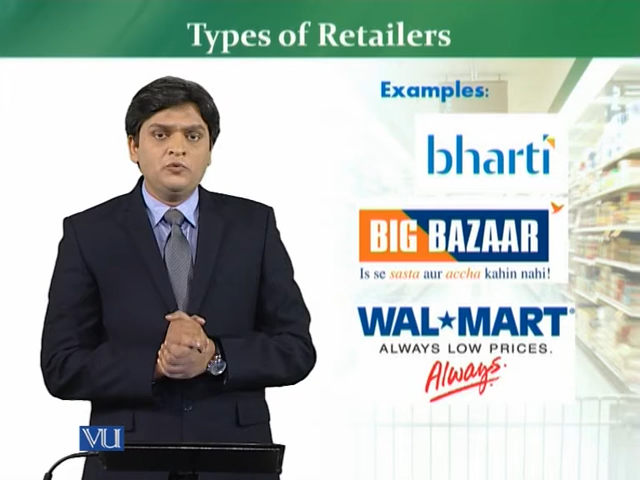 Types of Retailers
Examples:
bharti
BIG BAZAAR
Is se sasta aur accha kahin nahi!
WAL★MART®
ALWAYS LOW PRICES.
Always.
VU